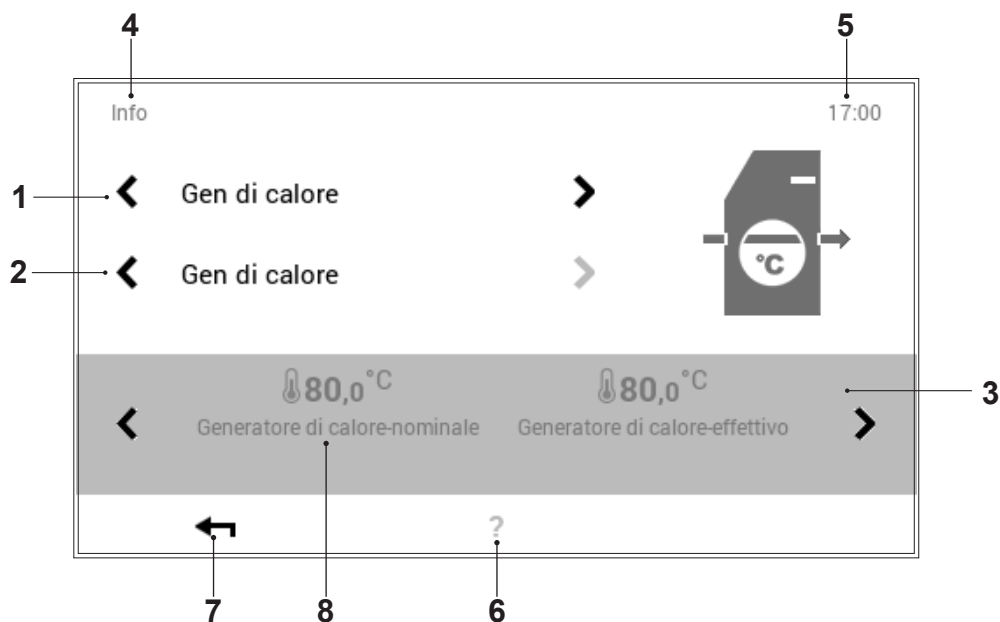 4 5
Info 17:00
1 Gen di calore
2 Gen di calore
°C
80,0°C 80,0°C
3
Generatore di calore-nominale Generatore di calore-effettivo
?
7 8 6